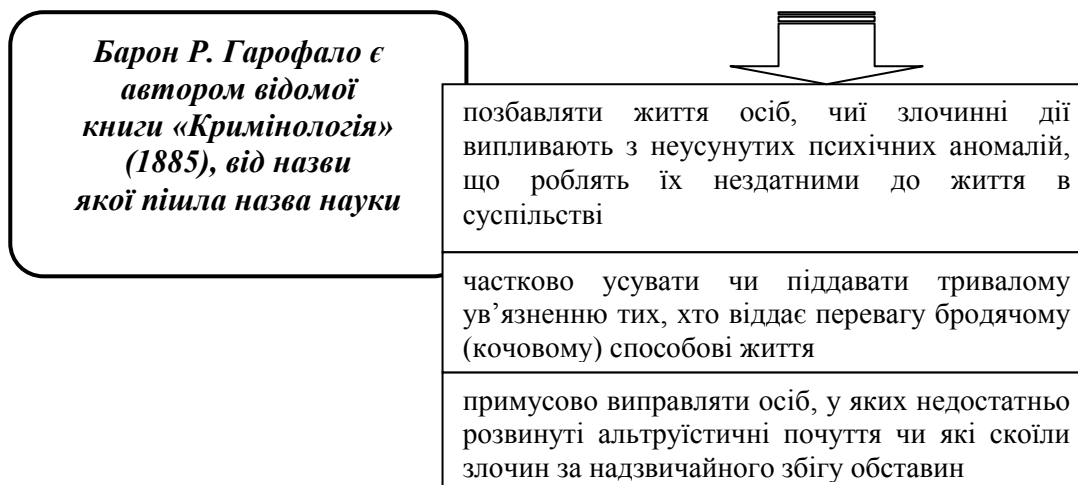 Барон Р. Гарофало є
автором відомої
книги «Кримінологія»
(1885), від назви
якої пішла назва науки
позбавляти життя осіб, чиї злочинні дії
випливають з неусунутих психічних аномалій,
що роблять їх нездатними до життя в
суспільстві
частково усувати чи піддавати тривалому
ув’язненню тих, хто віддає перевагу бродячому
(кочовому) способові життя
примусово виправляти осіб, у яких недостатньо
розвинуті альтруїстичні почуття чи які скоїли
злочин за надзвичайного збігу обставин